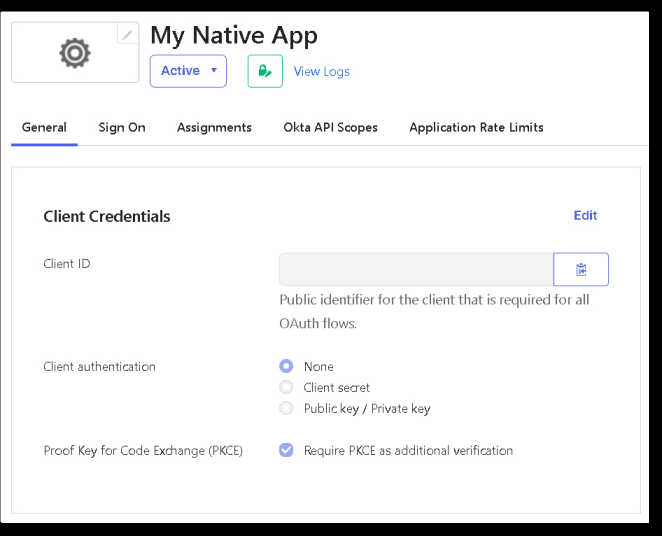 My Native App
Active
View Logs
General Sign On Assignments Okta API Scopes Application Rate Limits
Client Credentials
Edit
Client ID
Public identifier for the client that is required for all
OAuth flows.
Client authentication
None
Client secret
Public key / Private key
Proof Key for Code Exchange (PKCE)
Require PKCE as additional verification